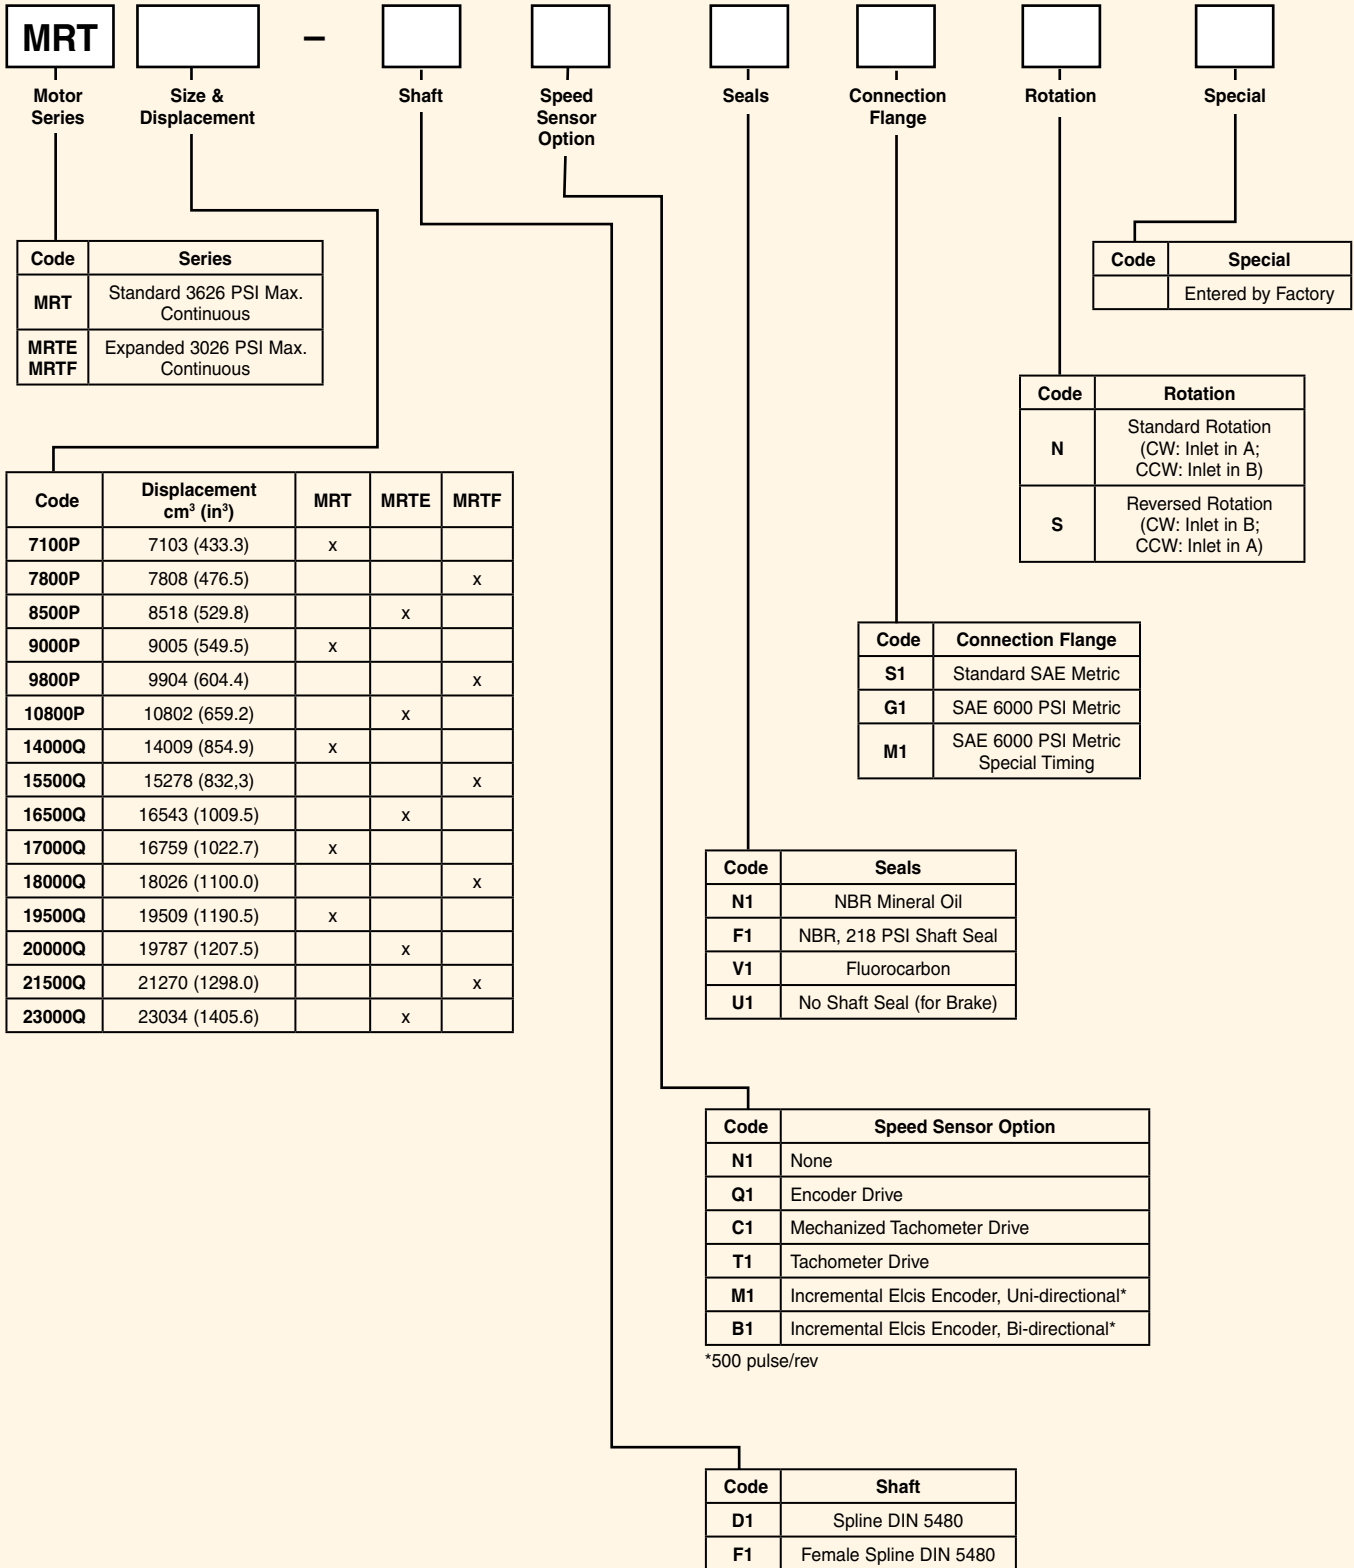 MRT
–
Motor
Series
Size &
Displacement
Shaft
Speed
Sensor
Option
Seals
Connection
Flange
Rotation
Special
Code Series
MRT Standard 3626 PSI Max.
Continuous
MRTE
MRTF
Expanded 3026 PSI Max.
Continuous
Code Special
Entered by Factory
Code Rotation
N
Standard Rotation
(CW: Inlet in A;
CCW: Inlet in B)
S
Reversed Rotation
(CW: Inlet in B;
CCW: Inlet in A)
Code Displacement
cm³ (in³) MRT MRTE MRTF
7100P 7103 (433.3) x
7800P 7808 (476.5) x
8500P 8518 (529.8) x
9000P 9005 (549.5) x
9800P 9904 (604.4) x
10800P 10802 (659.2) x
14000Q 14009 (854.9) x
15500Q 15278 (832,3) x
16500Q 16543 (1009.5) x
17000Q 16759 (1022.7) x
18000Q 18026 (1100.0) x
19500Q 19509 (1190.5) x
20000Q 19787 (1207.5) x
21500Q 21270 (1298.0) x
23000Q 23034 (1405.6) x
Code Connection Flange
S1 Standard SAE Metric
G1 SAE 6000 PSI Metric
M1 SAE 6000 PSI Metric
Special Timing
Code Seals
N1 NBR Mineral Oil
F1 NBR, 218 PSI Shaft Seal
V1 Fluorocarbon
U1 No Shaft Seal (for Brake)
Code Speed Sensor Option
N1 None
Q1 Encoder Drive
C1 Mechanized Tachometer Drive
T1 Tachometer Drive
M1 Incremental Elcis Encoder, Uni-directional*
B1 Incremental Elcis Encoder, Bi-directional*
*500 pulse/rev
Code Shaft
D1 Spline DIN 5480
F1 Female Spline DIN 5480